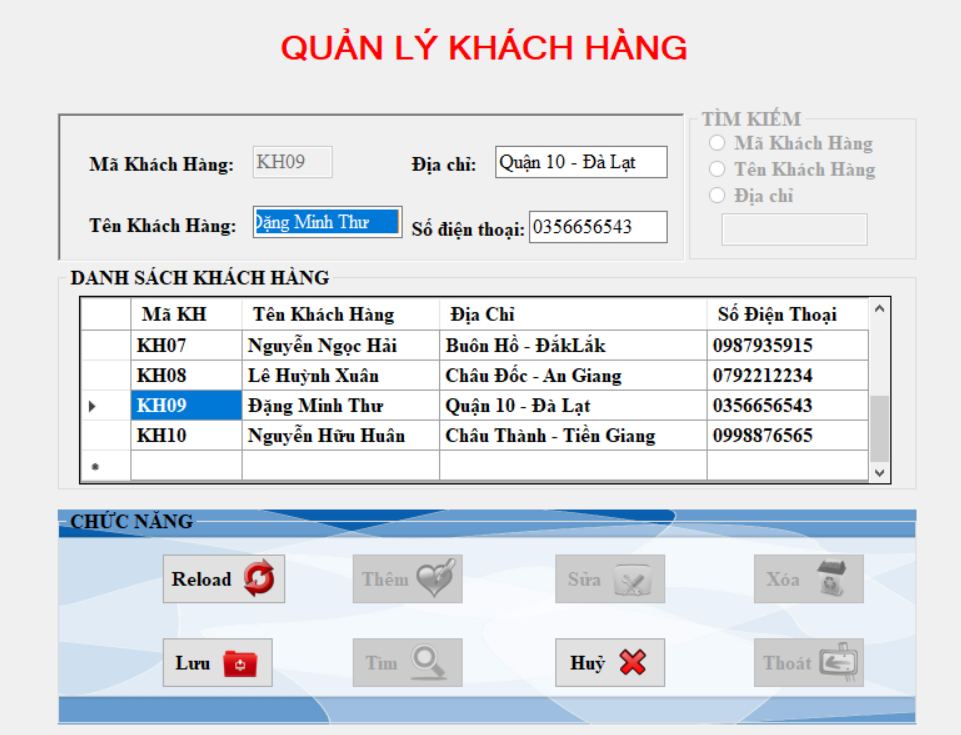 QUẢN LÝ KHÁCH HÀNG
TÌM KIẾM
Mã Khách Hàng: KH09 Địa chỉ: Quận 10 - Đà Lạt
Mã Khách Hàng
Tên Khách Hàng
Địa chỉ
Tên Khách Hàng: Đặng Minh Thư Số điện thoại: 0356656543
DANH SÁCH KHÁCH HÀNG
Mã KH Tên Khách Hàng Địa Chỉ Số Điện Thoại
KH07 Nguyễn Ngọc Hải Buôn Hồ - ĐắkLắk 0987935915
KH08 Lê Huỳnh Xuân Châu Đốc - An Giang 0792212234
KH09 Đặng Minh Thư Quận 10 - Đà Lạt 0356656543
KH10 Nguyễn Hữu Huân Châu Thành - Tiền Giang 0998876565
CHỨC NĂNG
Reload Thêm Sửa Xóa
Lưu Tìm Huỷ Thoát